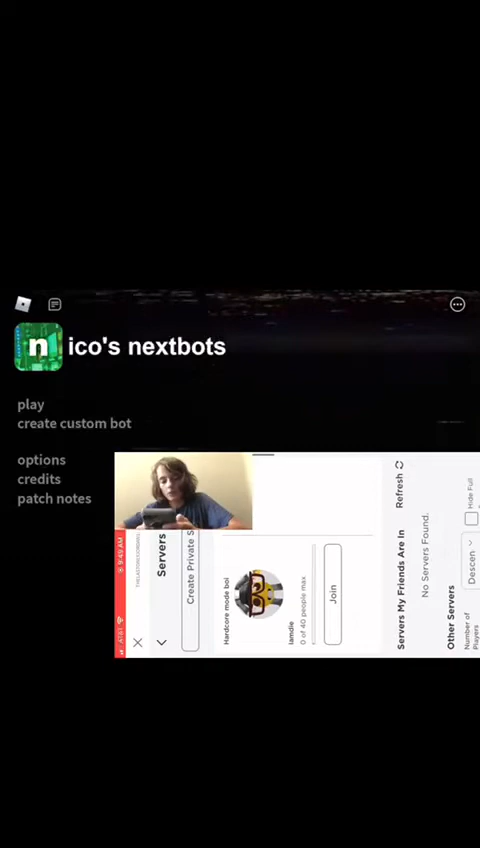 n ico's nextbots
play
create custom bot
options
credits
patch notes
AT&T
9:49 AM
Servers
Create Private S
Hardcore mode boi
Iamdie
0 of 40 people max
Join
Servers My Friends Are In
Refresh
No Servers Found.
Other Servers
Number of
Players
Descen
Hide Full